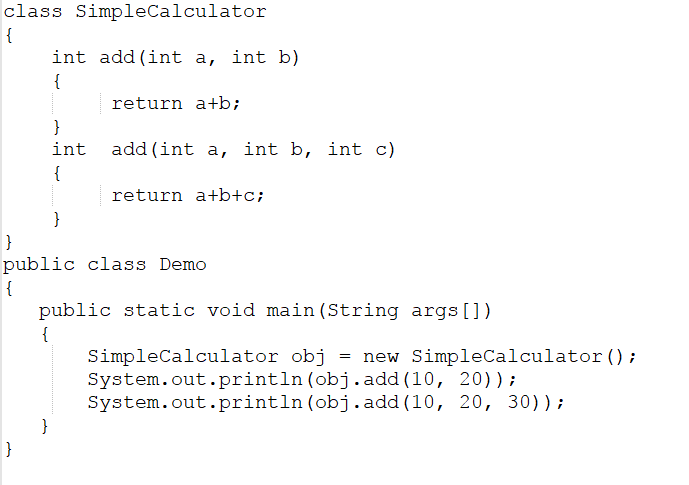 class SimpleCalculator
{
    int add(int a, int b)
    {
        return a+b;
    }
    int  add(int a, int b, int c)
    {
        return a+b+c;
    }
}
public class Demo
{
   public static void main(String args[])
   {
       SimpleCalculator obj = new SimpleCalculator();
       System.out.println(obj.add(10, 20));
       System.out.println(obj.add(10, 20, 30));
   }
}